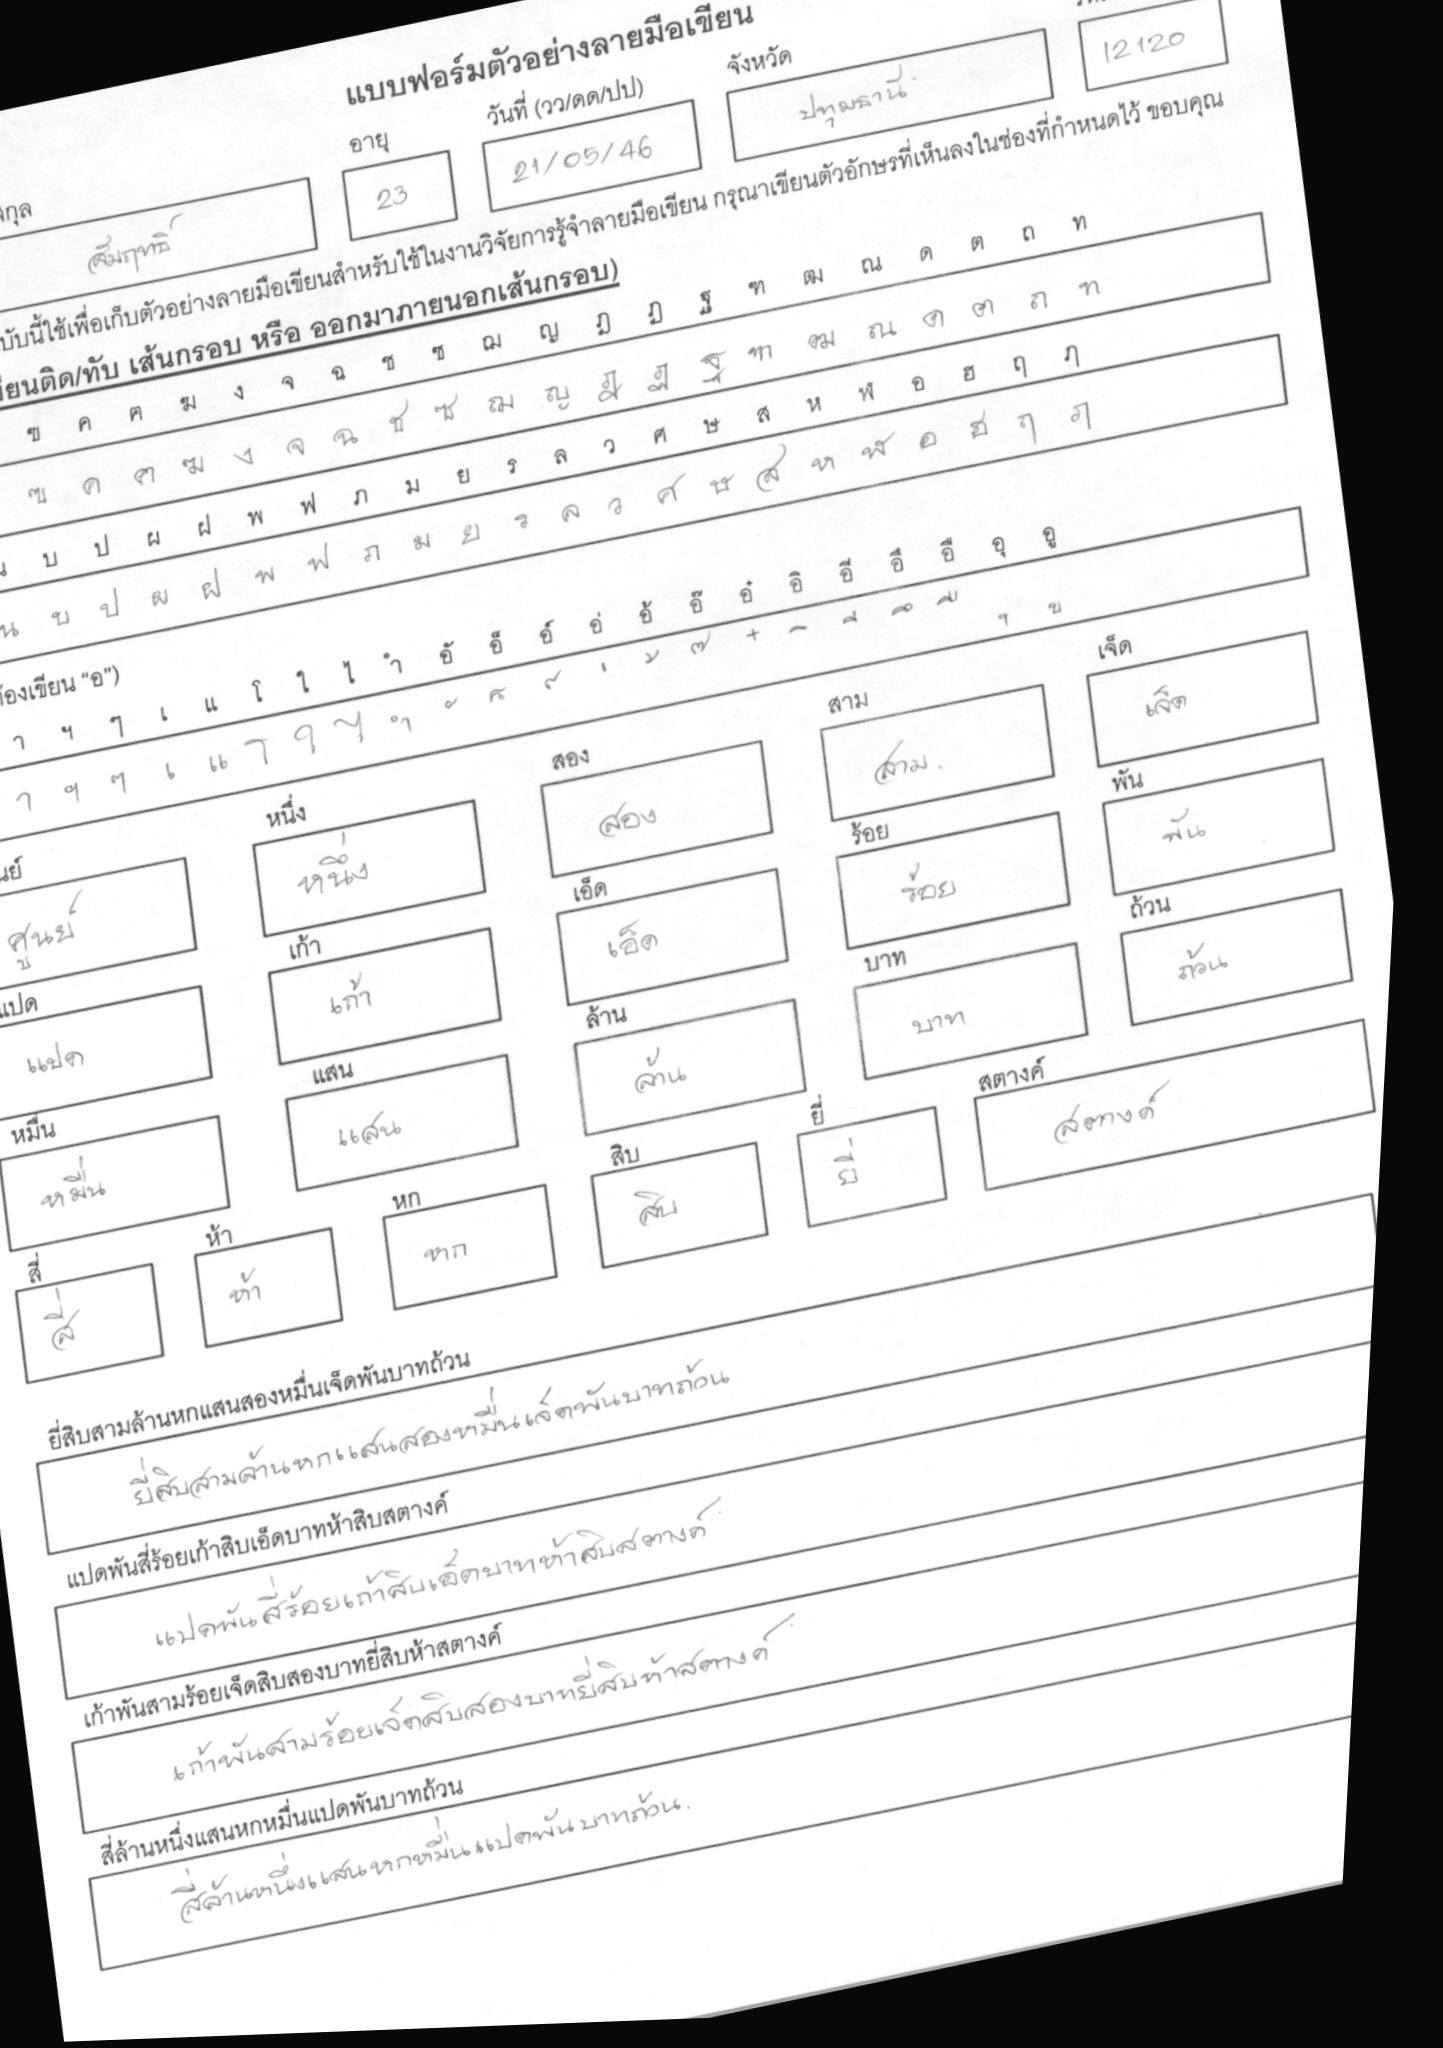 แบบฟอร์มตัวอย่างลายมือเขียน
อายุ วันที่ (วว/ดด/ปป) จังหวัด
23 21/05/46 ปทุมธานี 12120
สัมฤทธิ์
บับนี้ใช้เพื่อเก็บตัวอย่างลายมือเขียนสำหรับใช้ในงานวิจัยการรู้จำลายมือเขียน กรุณาเขียนตัวอักษรที่เห็นลงในช่องที่กำหนดไว้ ขอบคุณ
ขียนติด/ทับ เส้นกรอบ หรือ ออกมาภายนอกเส้นกรอบ)
ข ค ฅ ฆ ง จ ฉ ช ซ ฌ ญ ฎ ฏ ฐ ฑ ฒ ณ ด ต ถ ท
ข ค ฅ ฆ ง จ ฉ ช ซ ฌ ญ ฎ ฏ ฐ ฑ ฒ ณ ด ต ถ ท
น บ ป ผ ฝ พ ฟ ภ ม ย ร ล ว ศ ษ ส ห ฬ อ ฮ ฤ ภ
น บ ป ผ ฝ พ ฟ ภ ม ย ร ล ว ศ ษ ส ห ฬ อ ฮ ฤ ภ
ต้องเขียน “อ”)
า ฯ ๆ เ แ โ ใ ไ ำ อั อ็ อ์ อ่ อ้ อ๊ อ๋ อิ อี อึ อื อุ อู
า ฯ ๆ เ แ โ ใ ไ ำ ั ็ ์ ่ ้ ๊ ๋ ิ ี ึ ื ุ ู
หนึ่ง สอง สาม เจ็ด
ศูนย์ หนึ่ง สอง สาม. เจ็ด
แปด เก้า เอ็ด ร้อย พัน
แปด เก้า เอ็ด ร้อย พัน
หมื่น แสน ล้าน บาท ถ้วน
หมื่น แสน ล้าน บาท ถ้วน
สี่ ห้า หก สิบ ยี่ สตางค์
สี่ ห้า หก สิบ ยี่ สตางค์
ยี่สิบสามล้านหกแสนสองหมื่นเจ็ดพันบาทถ้วน
ยี่สิบสามล้านหกแสนสองหมื่นเจ็ดพันบาทถ้วน
แปดพันสี่ร้อยเก้าสิบเอ็ดบาทห้าสิบสตางค์
แปดพันสี่ร้อยเก้าสิบเอ็ดบาทห้าสิบสตางค์
เก้าพันสามร้อยเจ็ดสิบสองบาทยี่สิบห้าสตางค์
เก้าพันสามร้อยเจ็ดสิบสองบาทยี่สิบห้าสตางค์
สี่ล้านหนึ่งแสนหกหมื่นแปดพันบาทถ้วน
สี่ล้านหนึ่งแสนหกหมื่นแปดพันบาทถ้วน.